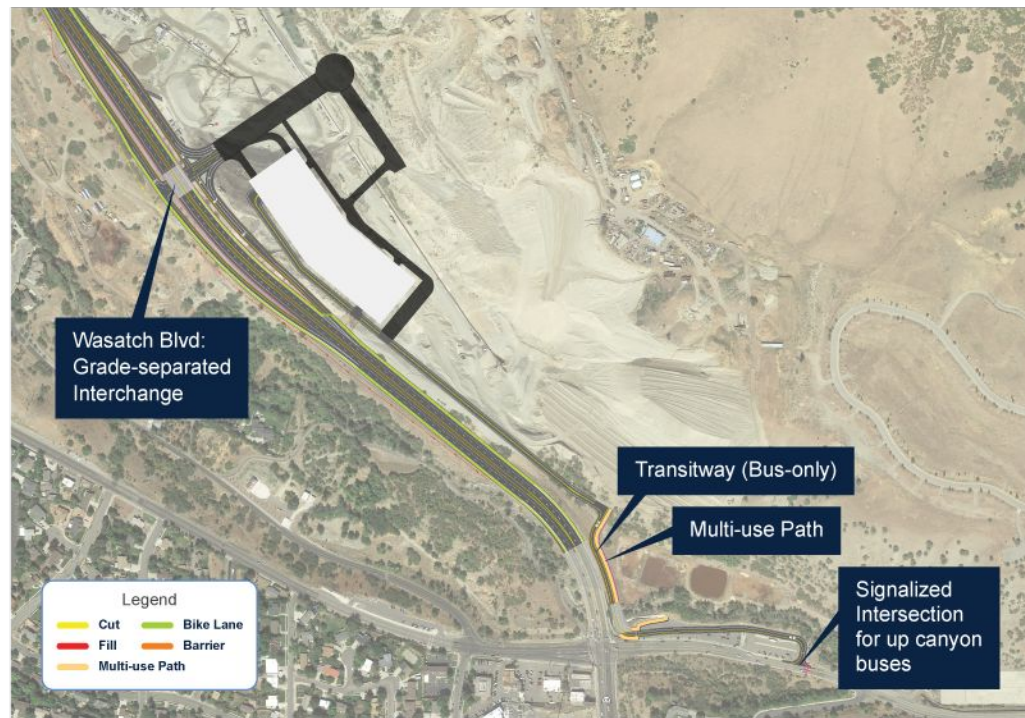 Wasatch Blvd:
Grade-separated
Interchange
Transitway (Bus-only)
Multi-use Path
Signalized
Intersection
for up canyon
buses
Legend
Cut
Bike Lane
Fill
Barrier
Multi-use Path